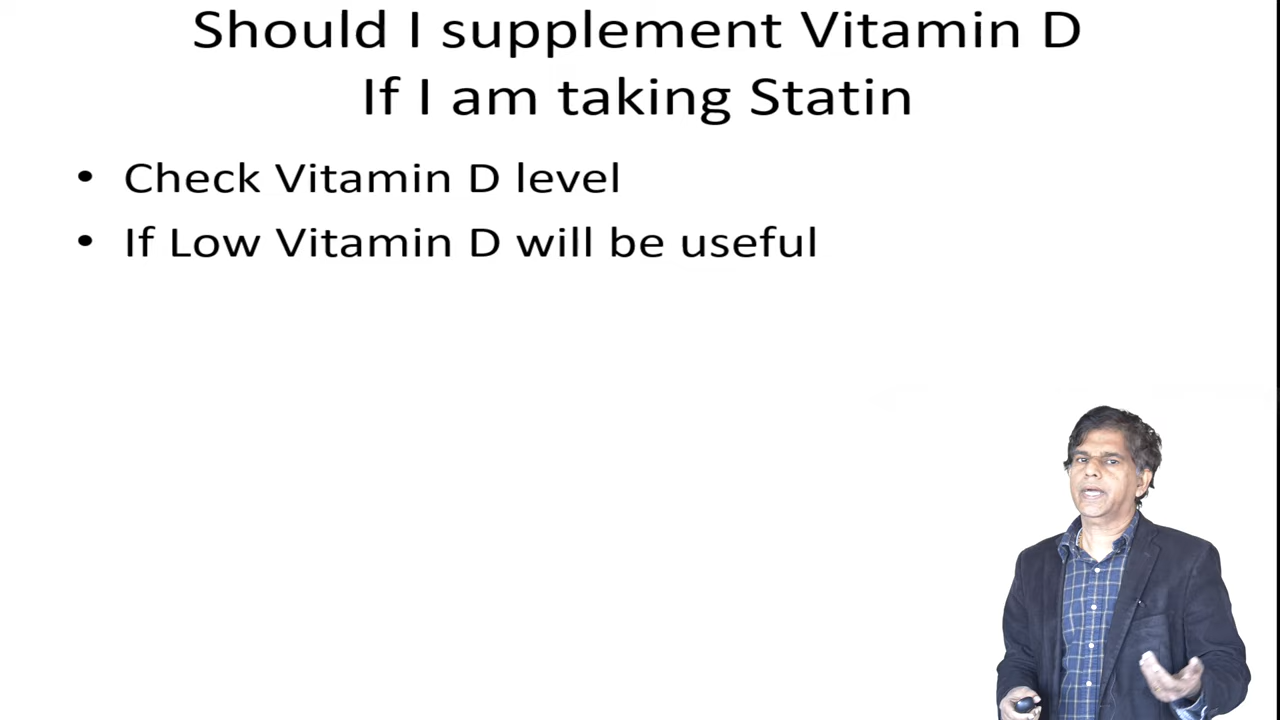 Should I supplement Vitamin D
If I am taking Statin
• Check Vitamin D level
• If Low Vitamin D will be useful